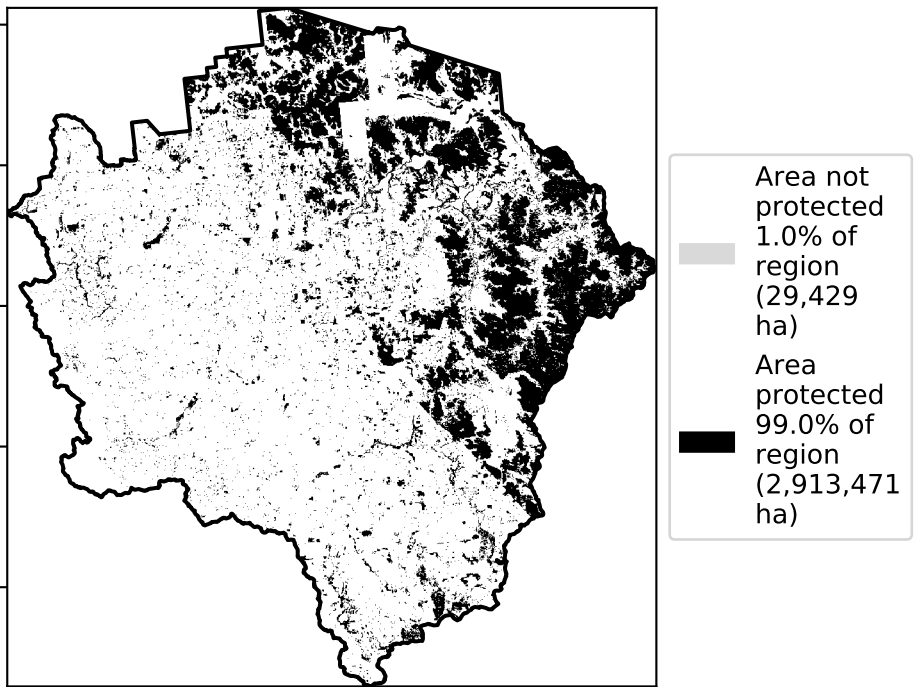 Area not
protected
1.0% of
region
(29,429
ha)
Area
protected
99.0% of
region
(2,913,471
ha)